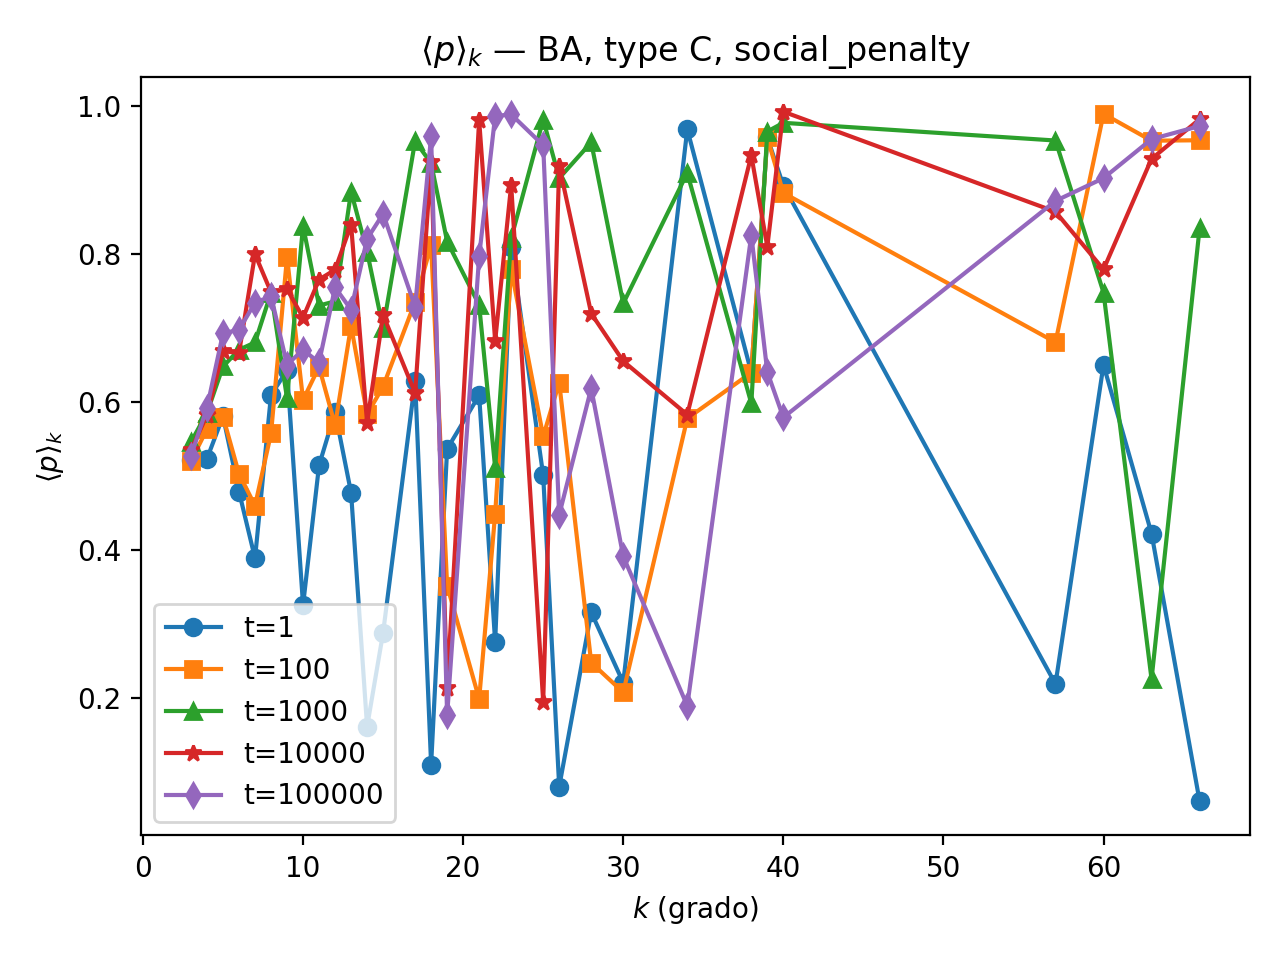 ⟨p⟩k — BA, type C, social_penalty
1.0
0.8
0.6
0.4
0.2
⟨p⟩k
t=1
t=100
t=1000
t=10000
t=100000
0 10 20 30 40 50 60
k (grado)